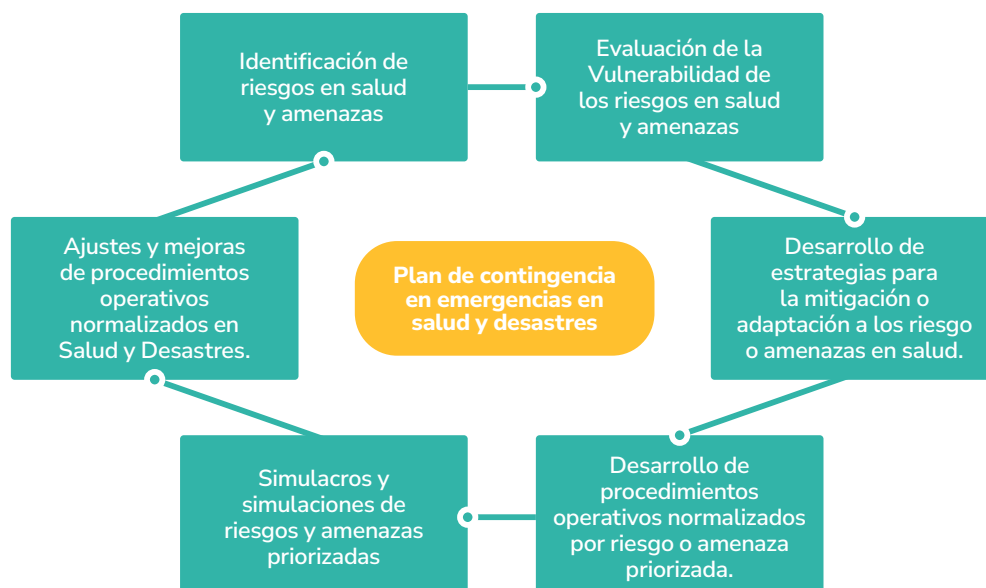 Identificación de
riesgos en salud
y amenazas
Evaluación de la
Vulnerabilidad de
los riesgos en salud
y amenazas
Ajustes y mejoras
de procedimientos
operativos
normalizados en
Salud y Desastres.
Plan de contingencia
en emergencias en
salud y desastres
Desarrollo de
estrategias para
la mitigación o
adaptación a los riesgo
o amenazas en salud.
Simulacros y
simulaciones de
riesgos y amenazas
priorizadas
Desarrollo de
procedimientos
operativos normalizados
por riesgo o amenaza
priorizada.